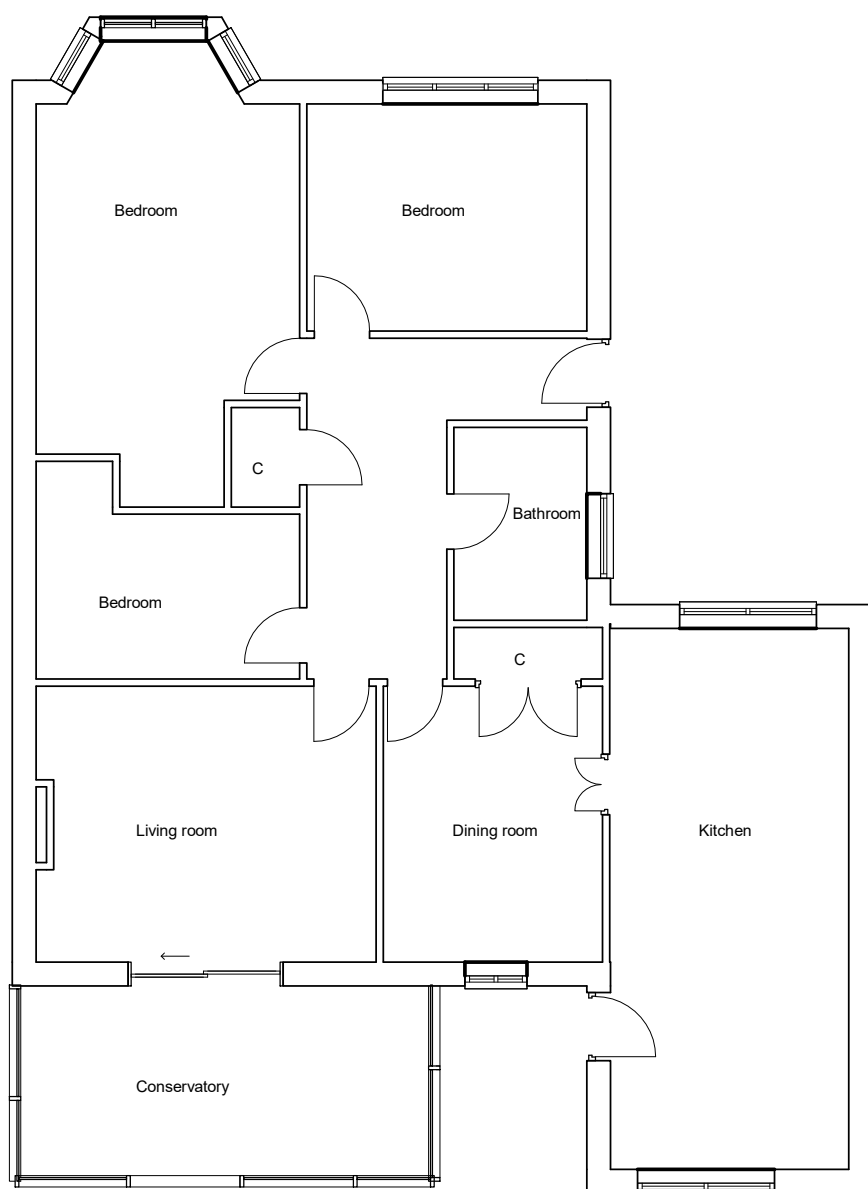 Bedroom
Bedroom
C
Bathroom
Bedroom
C
Living room
Dining room
Kitchen
Conservatory